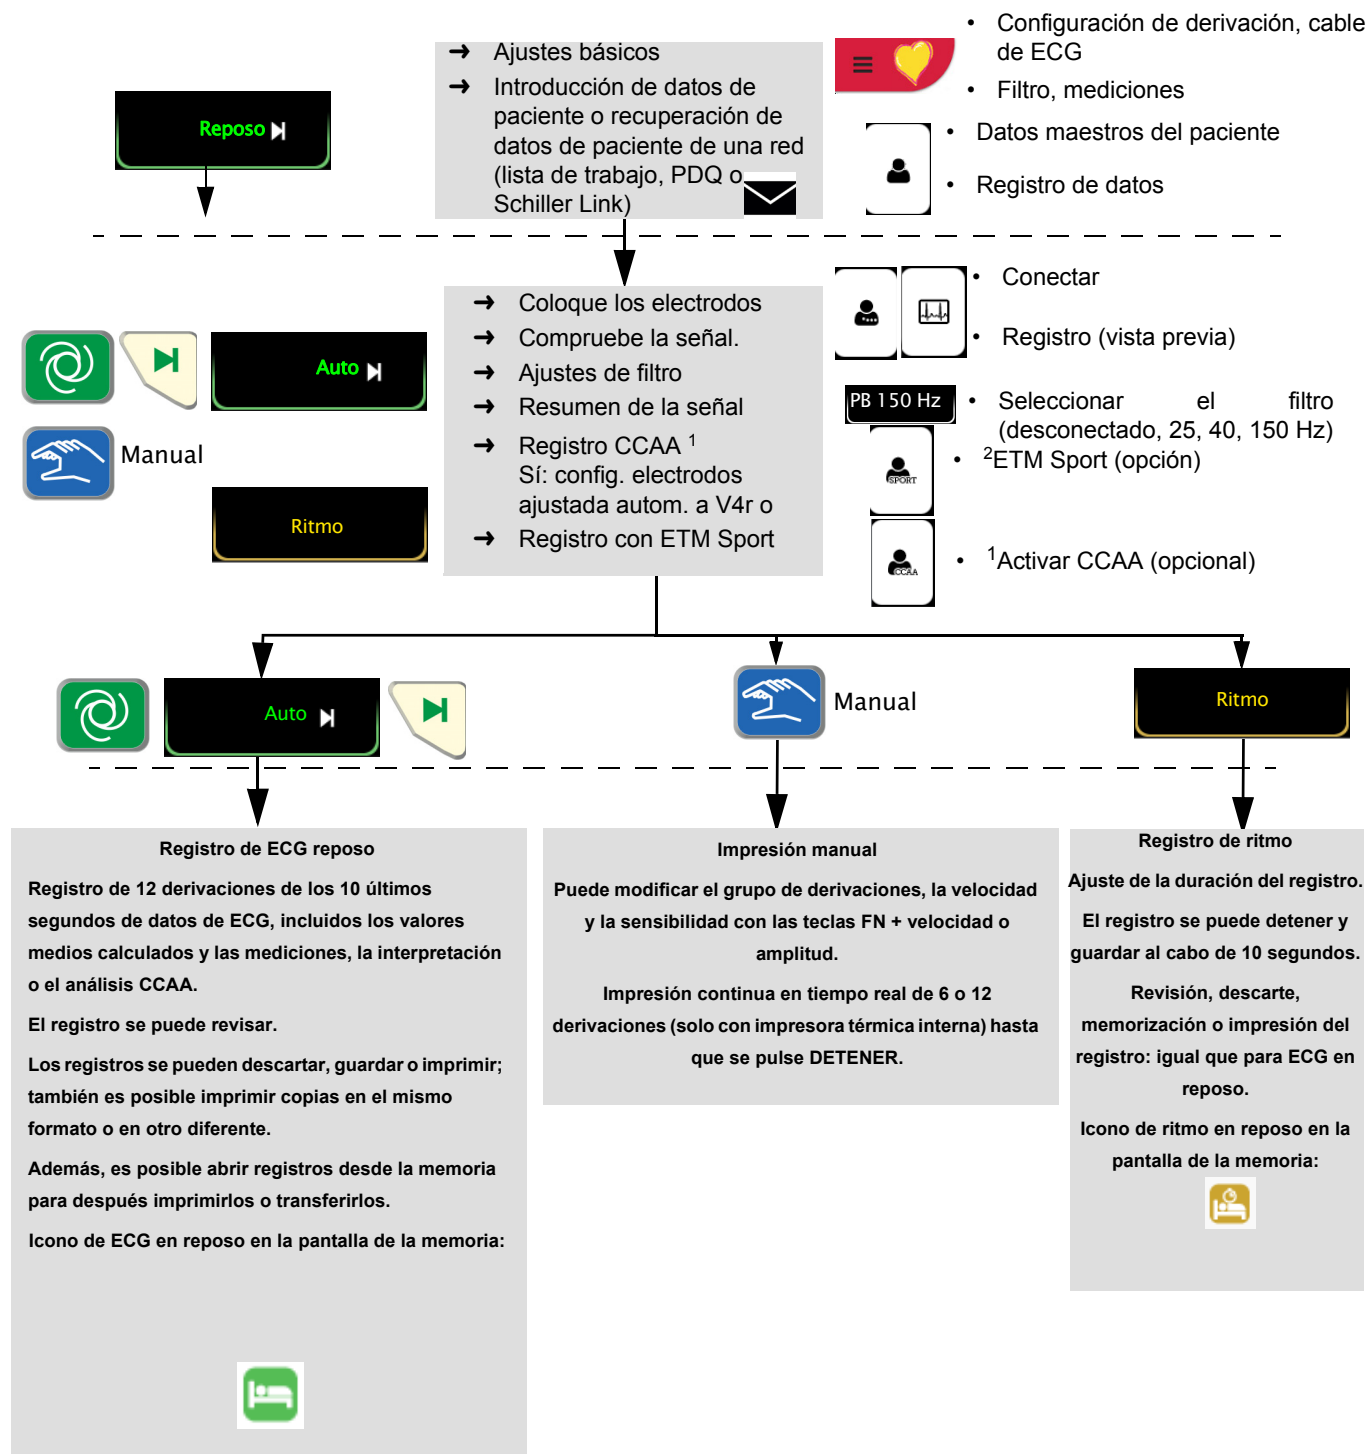 Reposo
➔ Ajustes básicos
➔ Introducción de datos de
paciente o recuperación de
datos de paciente de una red
(lista de trabajo, PDQ o
Schiller Link)
• Configuración de derivación, cable
de ECG
• Filtro, mediciones
• Datos maestros del paciente
• Registro de datos
Auto
Manual
Ritmo
➔ Coloque los electrodos
➔ Compruebe la señal.
➔ Ajustes de filtro
➔ Resumen de la señal
➔ Registro CCAA 1
Sí: config. electrodos
ajustada autom. a V4r o
➔ Registro con ETM Sport
• Conectar
• Registro (vista previa)
PB 150 Hz
• Seleccionar el filtro
(desconectado, 25, 40, 150 Hz)
SPORT
• 2ETM Sport (opción)
CCAA
• 1Activar CCAA (opcional)
Auto
Manual
Ritmo
Registro de ECG reposo
Registro de 12 derivaciones de los 10 últimos
segundos de datos de ECG, incluidos los valores
medios calculados y las mediciones, la interpretación
o el análisis CCAA.
El registro se puede revisar.
Los registros se pueden descartar, guardar o imprimir;
también es posible imprimir copias en el mismo
formato o en otro diferente.
Además, es posible abrir registros desde la memoria
para después imprimirlos o transferirlos.
Icono de ECG en reposo en la pantalla de la memoria:
Impresión manual
Puede modificar el grupo de derivaciones, la velocidad
y la sensibilidad con las teclas FN + velocidad o
amplitud.
Impresión continua en tiempo real de 6 o 12
derivaciones (solo con impresora térmica interna) hasta
que se pulse DETENER.
Registro de ritmo
Ajuste de la duración del registro.
El registro se puede detener y
guardar al cabo de 10 segundos.
Revisión, descarte,
memorización o impresión del
registro: igual que para ECG en
reposo.
Icono de ritmo en reposo en la
pantalla de la memoria: